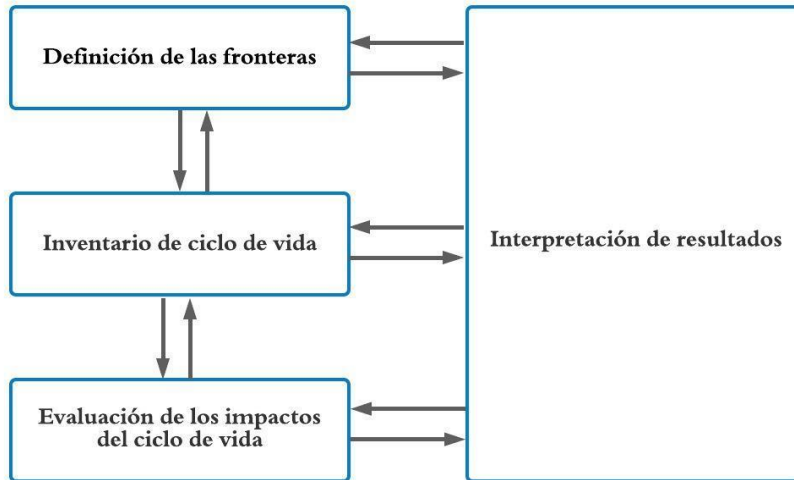 Definición de las fronteras
Inventario de ciclo de vida
Interpretación de resultados
Evaluación de los impactos
del ciclo de vida